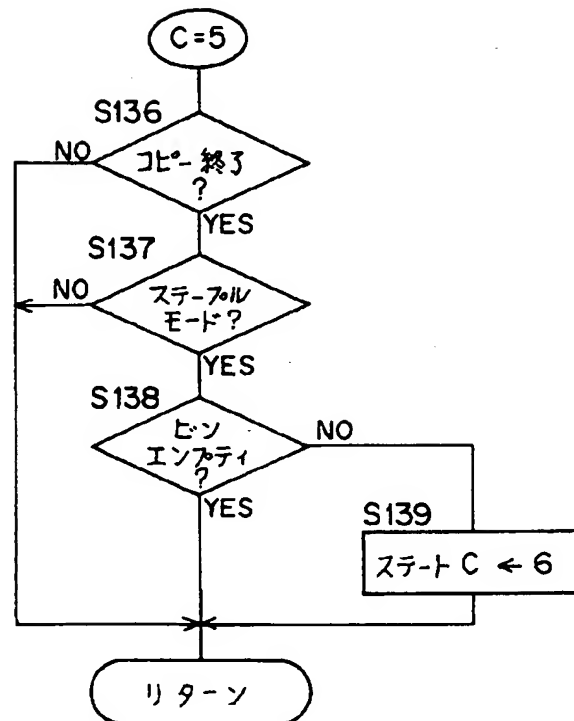 C=5
S136
コピー終了
?
NO
YES
S137
ステープル
モード?
NO
YES
S138
ビン
エンプティ
?
NO
YES
S139
ステート C ← 6
リターン